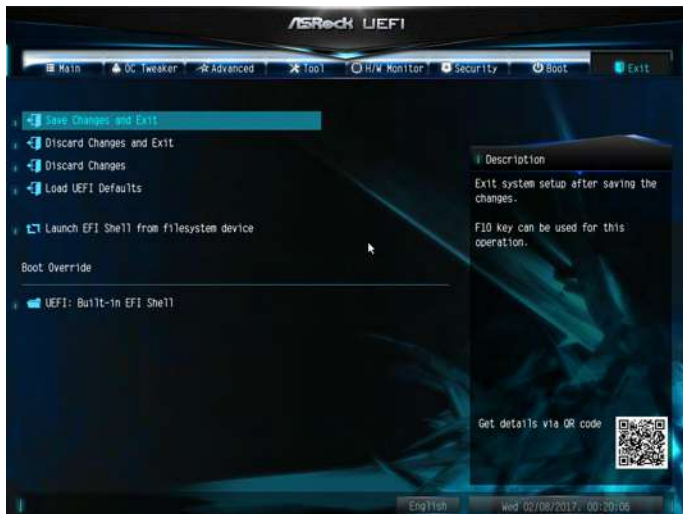 ASRock UEFI
Main OC Tweaker Advanced Tool H/W Monitor Security Boot Exit
Save Changes and Exit
Discard Changes and Exit
Discard Changes
Load UEFI Defaults
Launch EFI Shell from filesystem device
Boot Override
UEFI: Built-in EFI Shell
Description
Exit system setup after saving the
changes.
F10 key can be used for this
operation.
Get details via QR code
English Wed 02/08/2017. 00:20:06